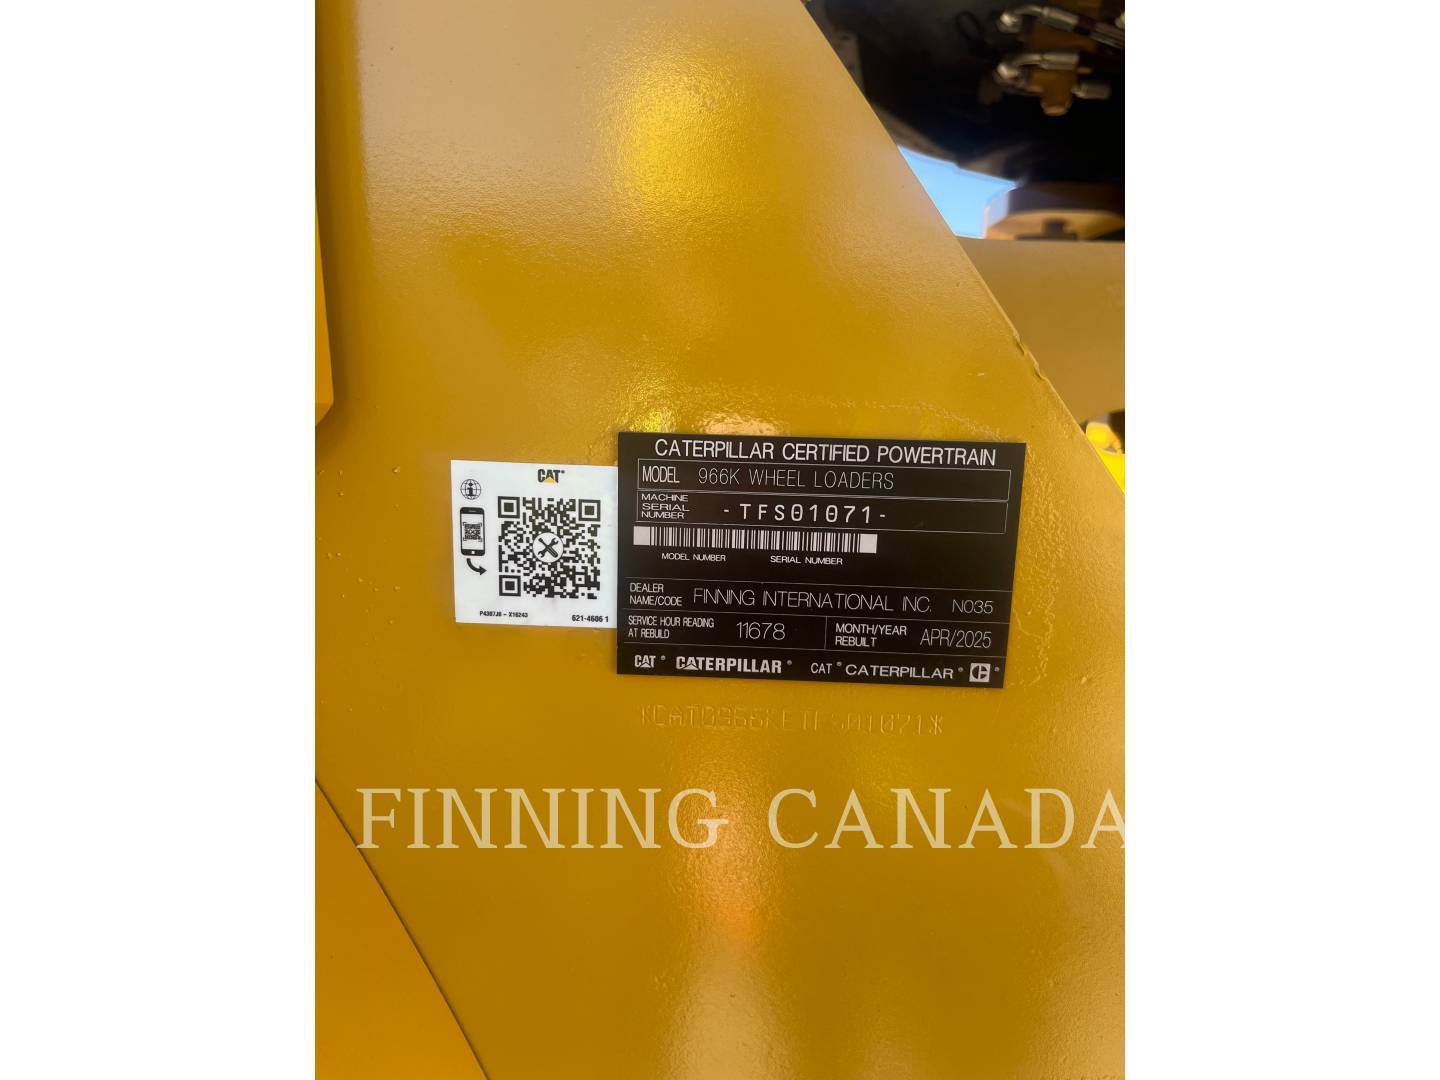 CATERPILLAR CERTIFIED POWERTRAIN
MODEL 966K WHEEL LOADERS
MACHINE SERIAL NUMBER -TFS01071-
MODEL NUMBER SERIAL NUMBER
DEALER NAME/CODE FINNING INTERNATIONAL INC. N035
SERVICE HOUR READING AT REBUILD 11678 MONTH/YEAR REBUILT APR/2025
CAT® CATERPILLAR® CAT® CATERPILLAR®
CAT®
P4387J8 - X16243 621-4606 1
*CAT0966KETFS01071*
FINNING CANADA